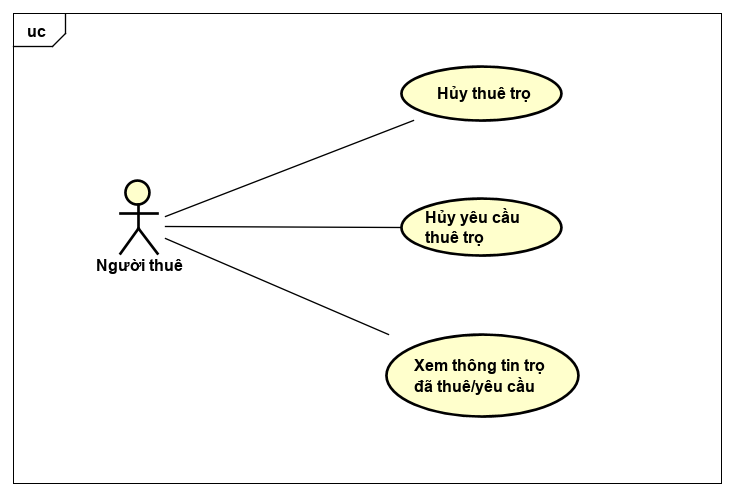 uc
Hủy thuê trọ
Hủy yêu cầu
thuê trọ
Người thuê
Xem thông tin trọ
đã thuê/yêu cầu